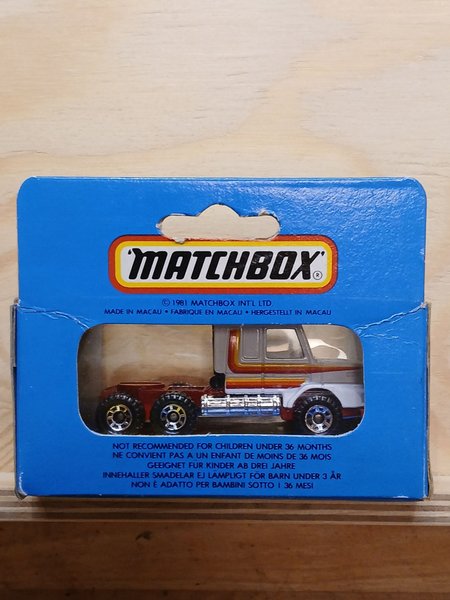 'MATCHBOX'®
© 1981 MATCHBOX INT'L LTD
MADE IN MACAU • FABRIQUE EN MACAU • HERGESTELLT IN MACAU
NOT RECOMMENDED FOR CHILDREN UNDER 36 MONTHS
NE CONVIENT PAS A UN ENFANT DE MOINS DE 36 MOIS
GEEIGNET FUR KINDER AB DREI JAHRE
INNEHALLER SMADELAR EJ LAMPLIGT FOR BARN UNDER 3 ÅR
NON È ADATTO PER BAMBINI SOTTO I 36 MESI